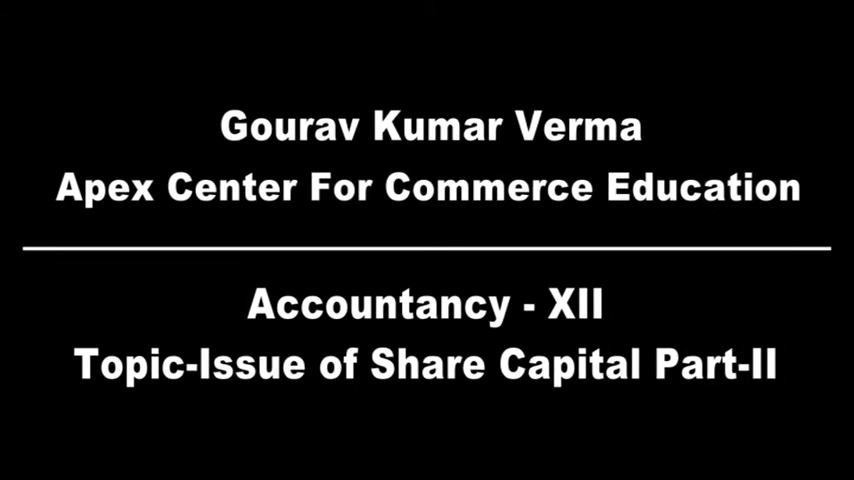 Gourav Kumar Verma
Apex Center For Commerce Education
Accountancy - XII
Topic-Issue of Share Capital Part-II